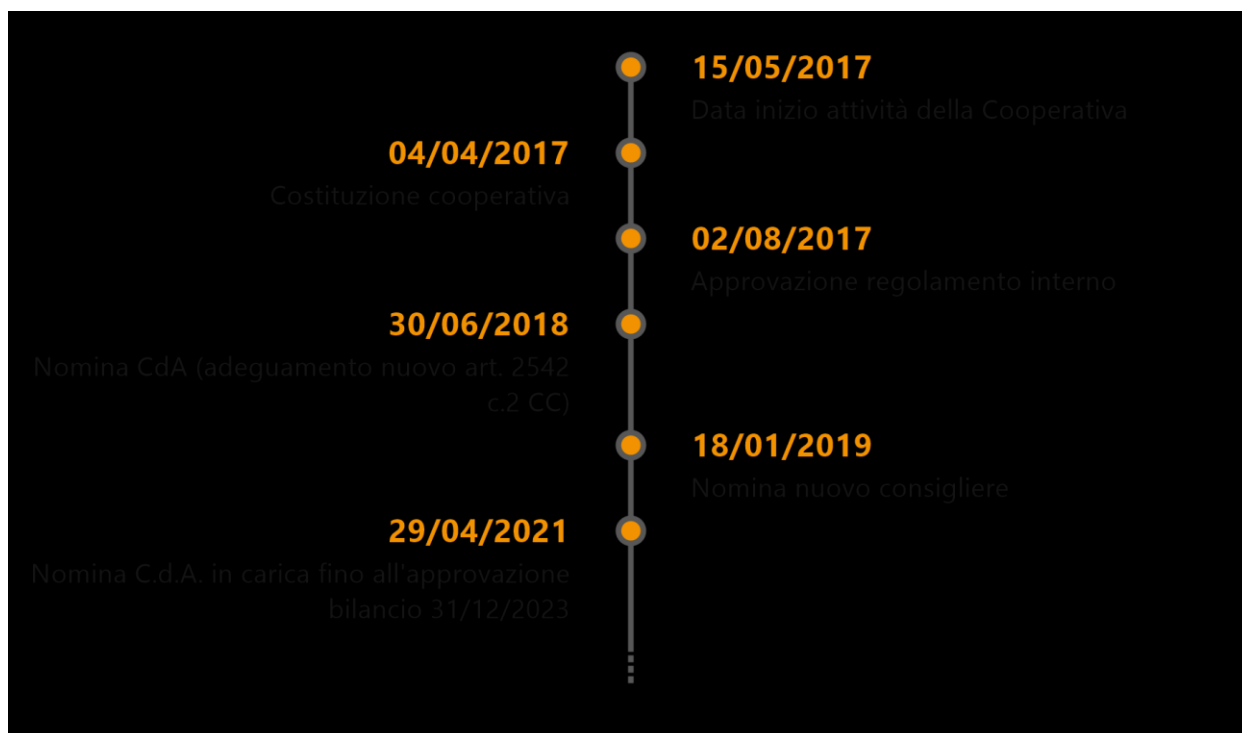 15/05/2017
Data inizio attività della Cooperativa
04/04/2017
Costituzione cooperativa
02/08/2017
Approvazione regolamento interno
30/06/2018
Nomina CdA (adeguamento nuovo art. 2542
c.2 CC)
18/01/2019
Nomina nuovo consigliere
29/04/2021
Nomina C.d.A. in carica fino all'approvazione
bilancio 31/12/2023